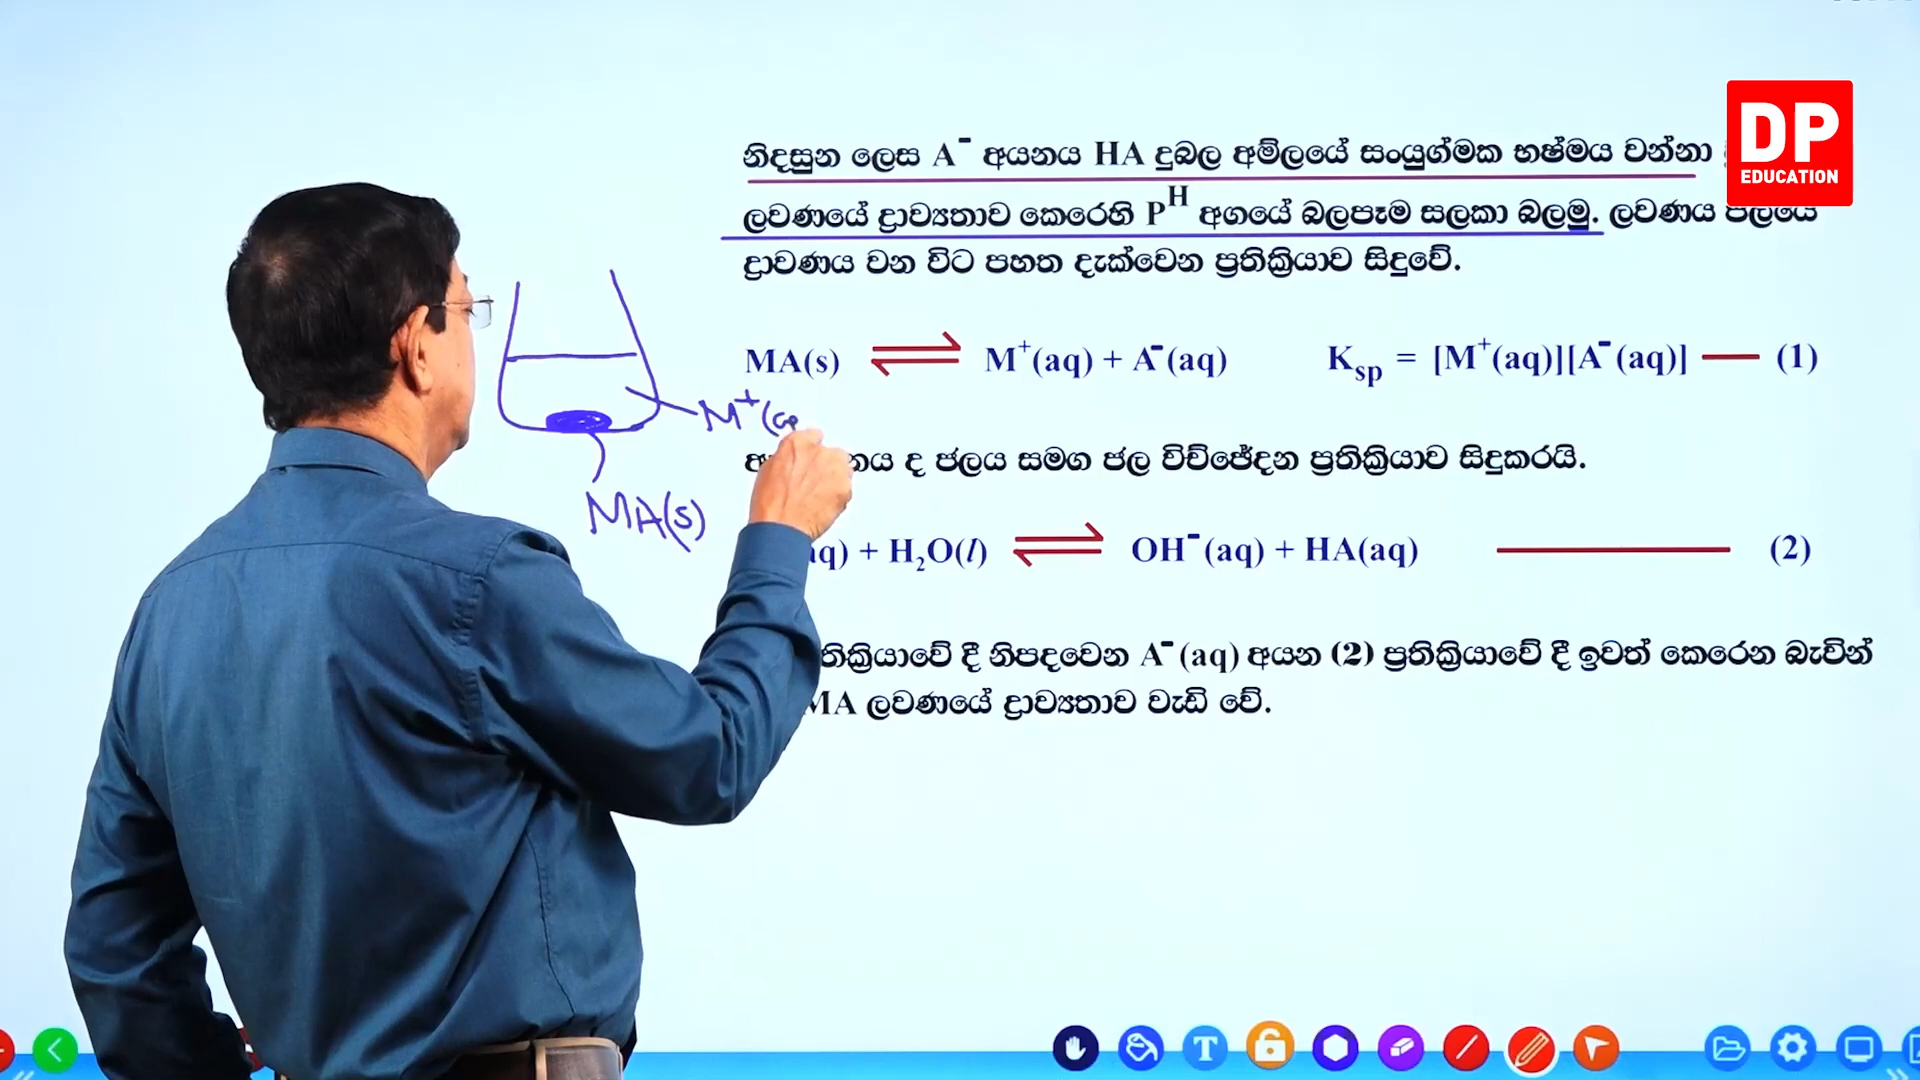 DP
EDUCATION
නිදසුන ලෙස A⁻ අයනය HA දුබල අම්ලයේ සංයුග්මක භෂ්මය වන්නා
ලවණයේ ද්‍රාව්‍යතාව කෙරෙහි Pᴴ අගයේ බලපෑම සලකා බලමු. ලවණය ජලයේ
ද්‍රාවණය වන විට පහත දැක්වෙන ප්‍රතික්‍රියාව සිදුවේ.
MA(s) ⇌ M⁺(aq) + A⁻(aq) Ksp = [M⁺(aq)][A⁻(aq)] — (1)
M⁺(aq
ද ජලය සමග ජල විච්ඡේදන ප්‍රතික්‍රියාව සිදුකරයි.
MA(s)
aq) + H₂O(l) ⇌ OH⁻(aq) + HA(aq) — (2)
දී නිපදවෙන A⁻(aq) අයන (2) ප්‍රතික්‍රියාවේ දී ඉවත් කෙරෙන බැවින්
MA ලවණයේ ද්‍රාව්‍යතාව වැඩි වේ.
T